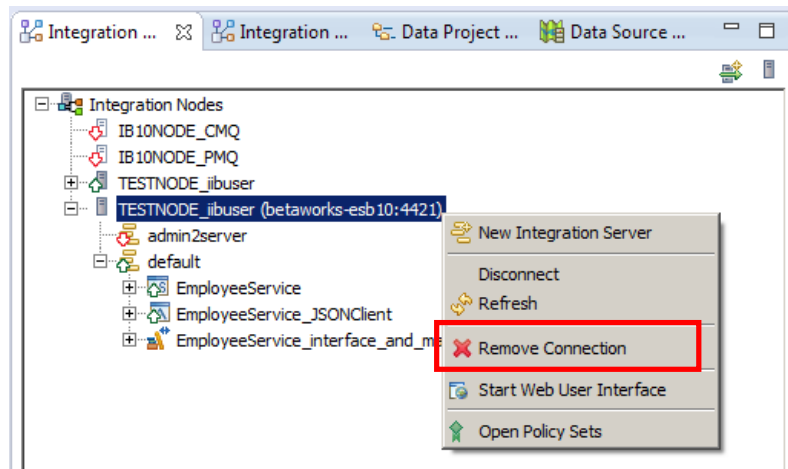 Integration ... Integration ... Data Project ... Data Source ...
Integration Nodes
IB10NODE_CMQ
IB10NODE_PMQ
TESTNODE_iibuser
TESTNODE_iibuser (betaworks-esb10:4421)
admin2server
default
EmployeeService
EmployeeService_JSONClient
EmployeeService_interface_and_ma
New Integration Server
Disconnect
Refresh
Remove Connection
Start Web User Interface
Open Policy Sets